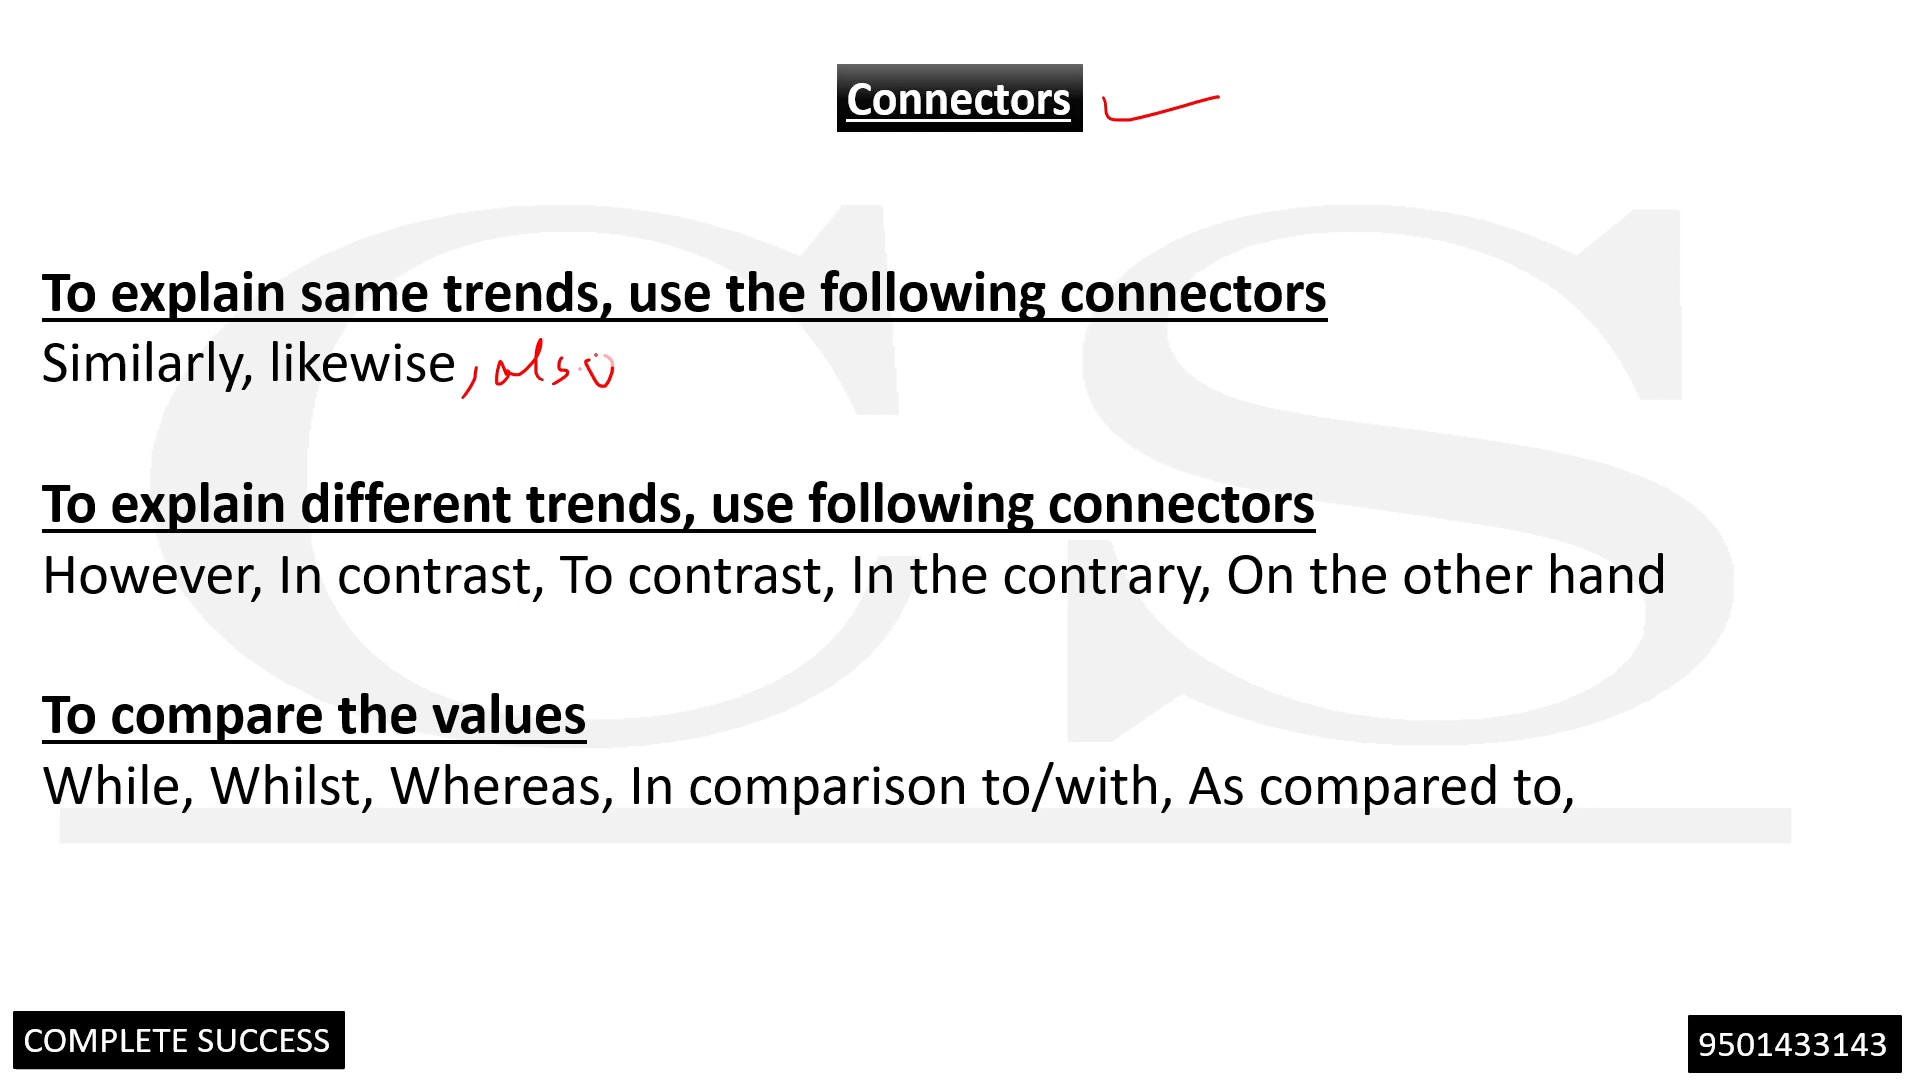 Connectors
To explain same trends, use the following connectors
Similarly, likewise, also
To explain different trends, use following connectors
However, In contrast, To contrast, In the contrary, On the other hand
To compare the values
While, Whilst, Whereas, In comparison to/with, As compared to,
CS
COMPLETE SUCCESS
9501433143